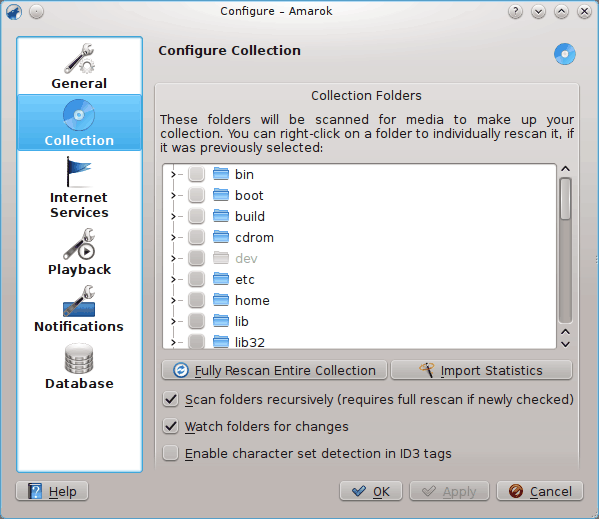 Configure – Amarok
Configure Collection
General
Collection
Internet
Services
Playback
Notifications
Database
Collection Folders
These folders will be scanned for media to make up your
collection. You can right-click on a folder to individually rescan it, if
it was previously selected:
bin
boot
build
cdrom
dev
etc
home
lib
lib32
Fully Rescan Entire Collection
Import Statistics
Scan folders recursively (requires full rescan if newly checked)
Watch folders for changes
Enable character set detection in ID3 tags
Help
OK
Apply
Cancel